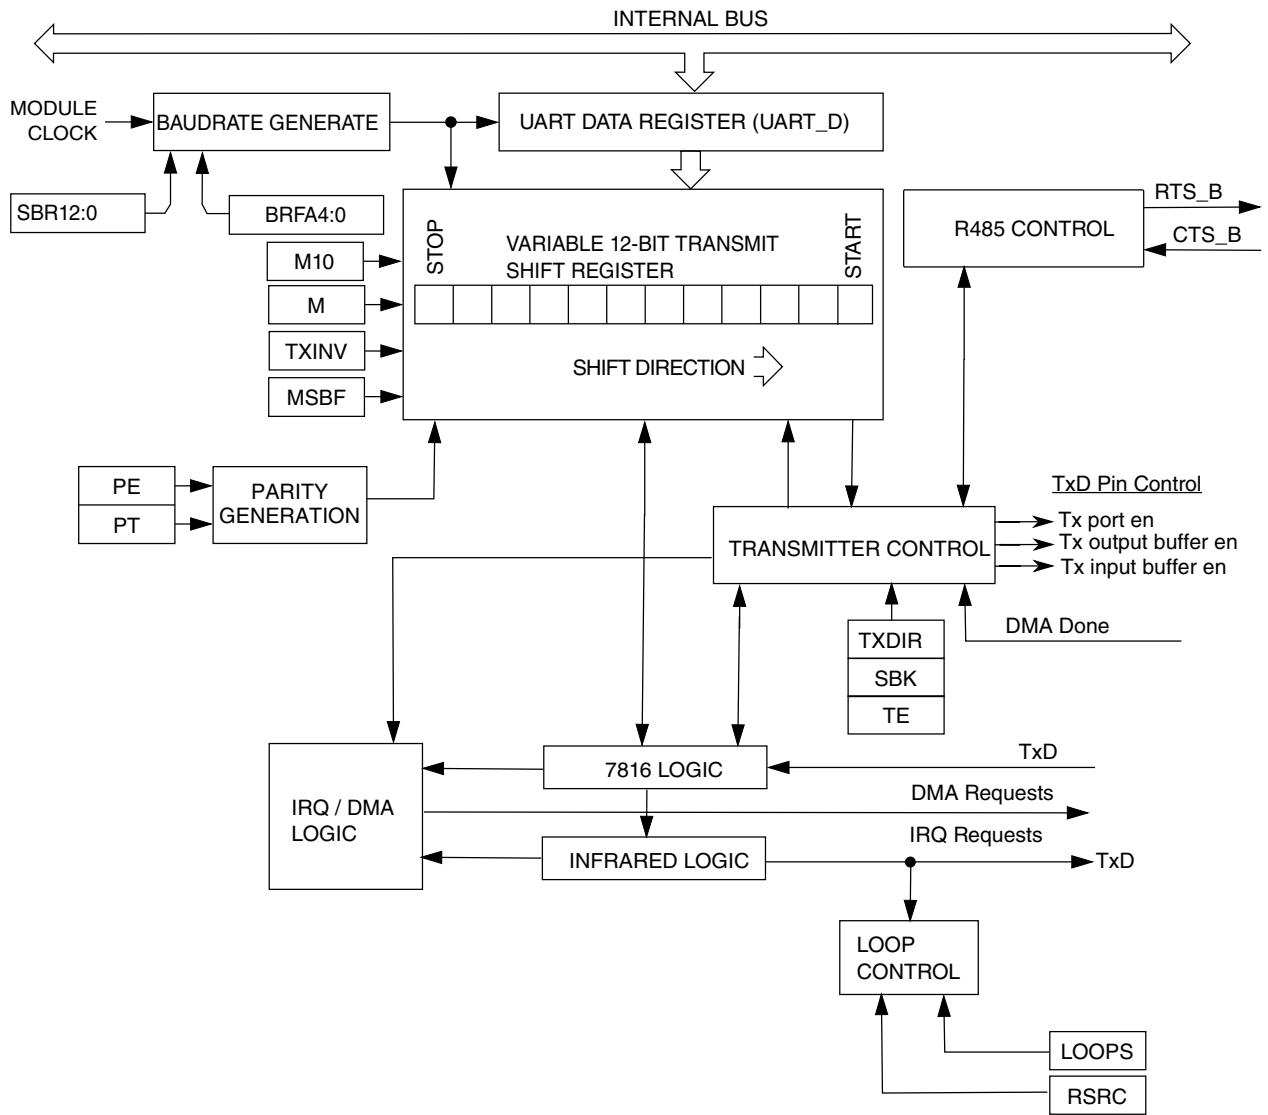 INTERNAL BUS
MODULE
CLOCK
BAUDRATE GENERATE
UART DATA REGISTER (UART_D)
SBR12:0
BRFA4:0
RTS_B
R485 CONTROL
CTS_B
STOP
VARIABLE 12-BIT TRANSMIT
SHIFT REGISTER
START
M10
M
TXINV
MSBF
SHIFT DIRECTION
PE
PT
PARITY
GENERATION
TxD Pin Control
Tx port en
Tx output buffer en
Tx input buffer en
TRANSMITTER CONTROL
DMA Done
TXDIR
SBK
TE
7816 LOGIC
TxD
IRQ / DMA
LOGIC
DMA Requests
IRQ Requests
INFRARED LOGIC
TxD
LOOP
CONTROL
LOOPS
RSRC